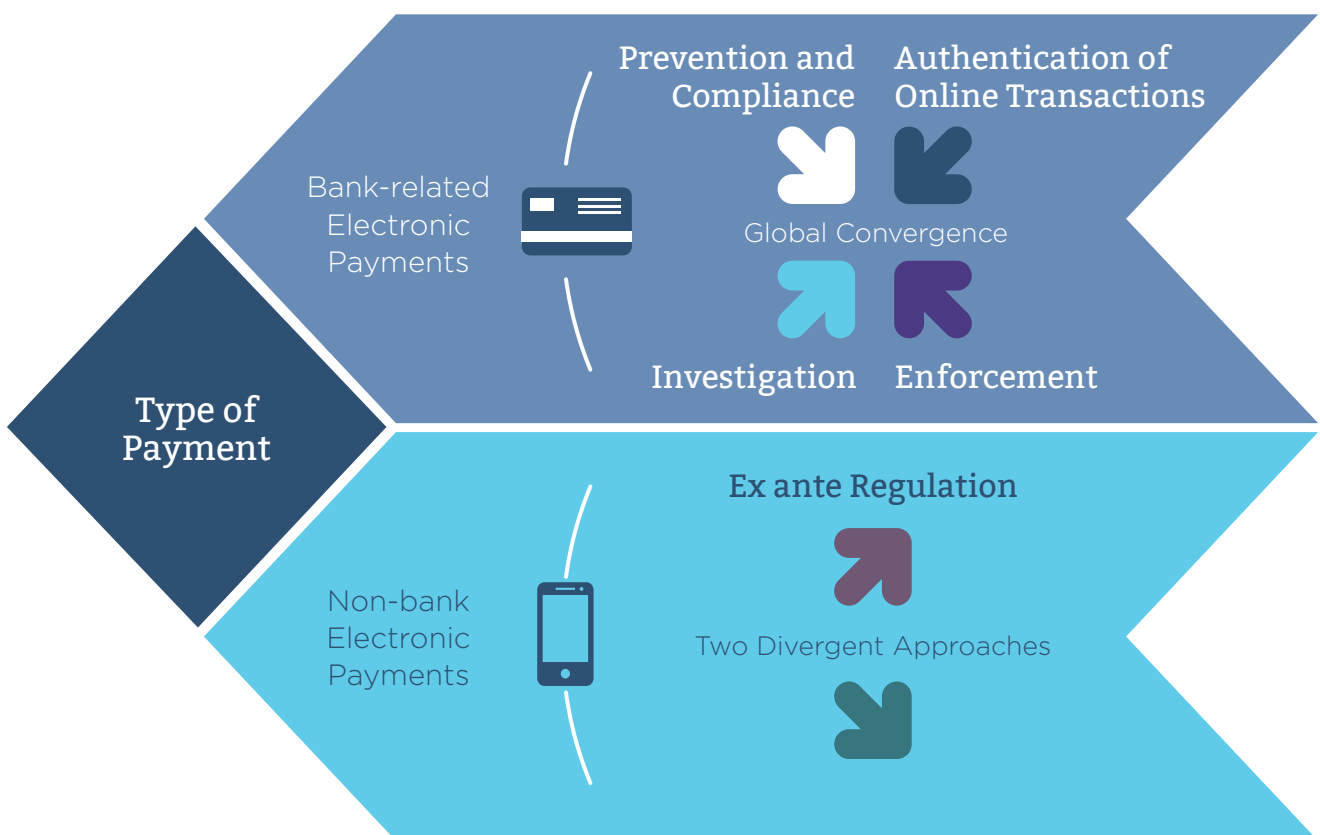 Prevention and
Compliance
Authentication of
Online Transactions
Bank-related
Electronic
Payments
Global Convergence
Investigation
Enforcement
Type of
Payment
Ex ante Regulation
Non-bank
Electronic
Payments
Two Divergent Approaches